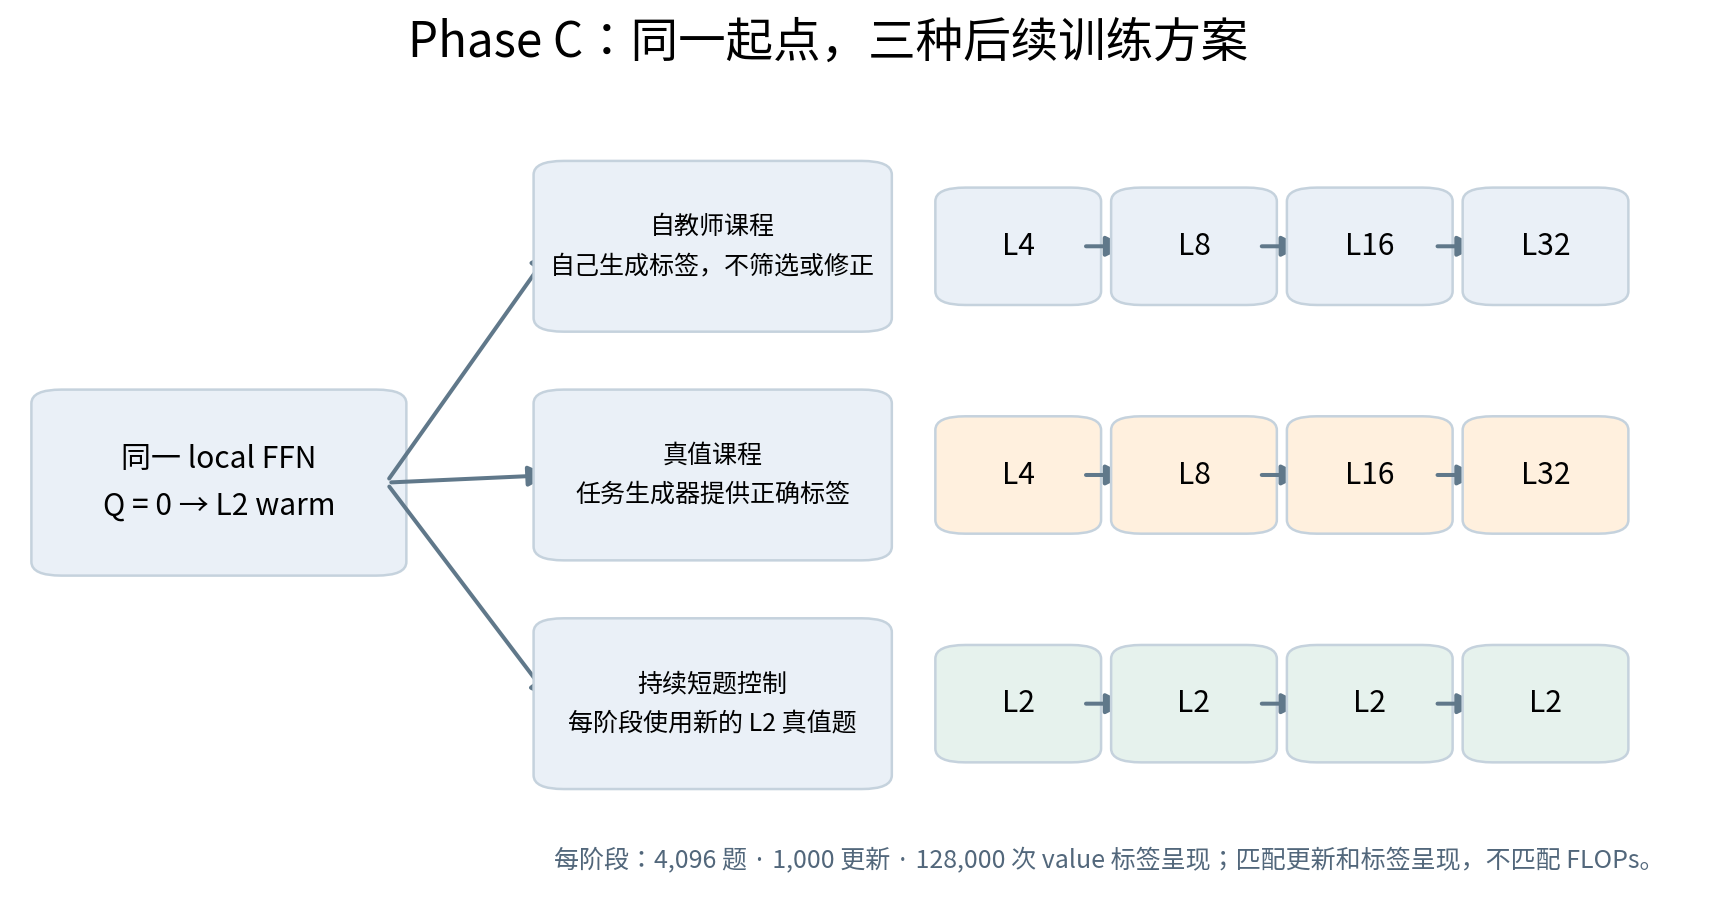 Phase C：同一起点，三种后续训练方案
同一 local FFN
Q = 0 → L2 warm
自教师课程
自己生成标签，不筛选或修正
L4
L8
L16
L32
真值课程
任务生成器提供正确标签
L4
L8
L16
L32
持续短题控制
每阶段使用新的 L2 真值题
L2
L2
L2
L2
每阶段：4,096 题 · 1,000 更新 · 128,000 次 value 标签呈现；匹配更新和标签呈现，不匹配 FLOPs。